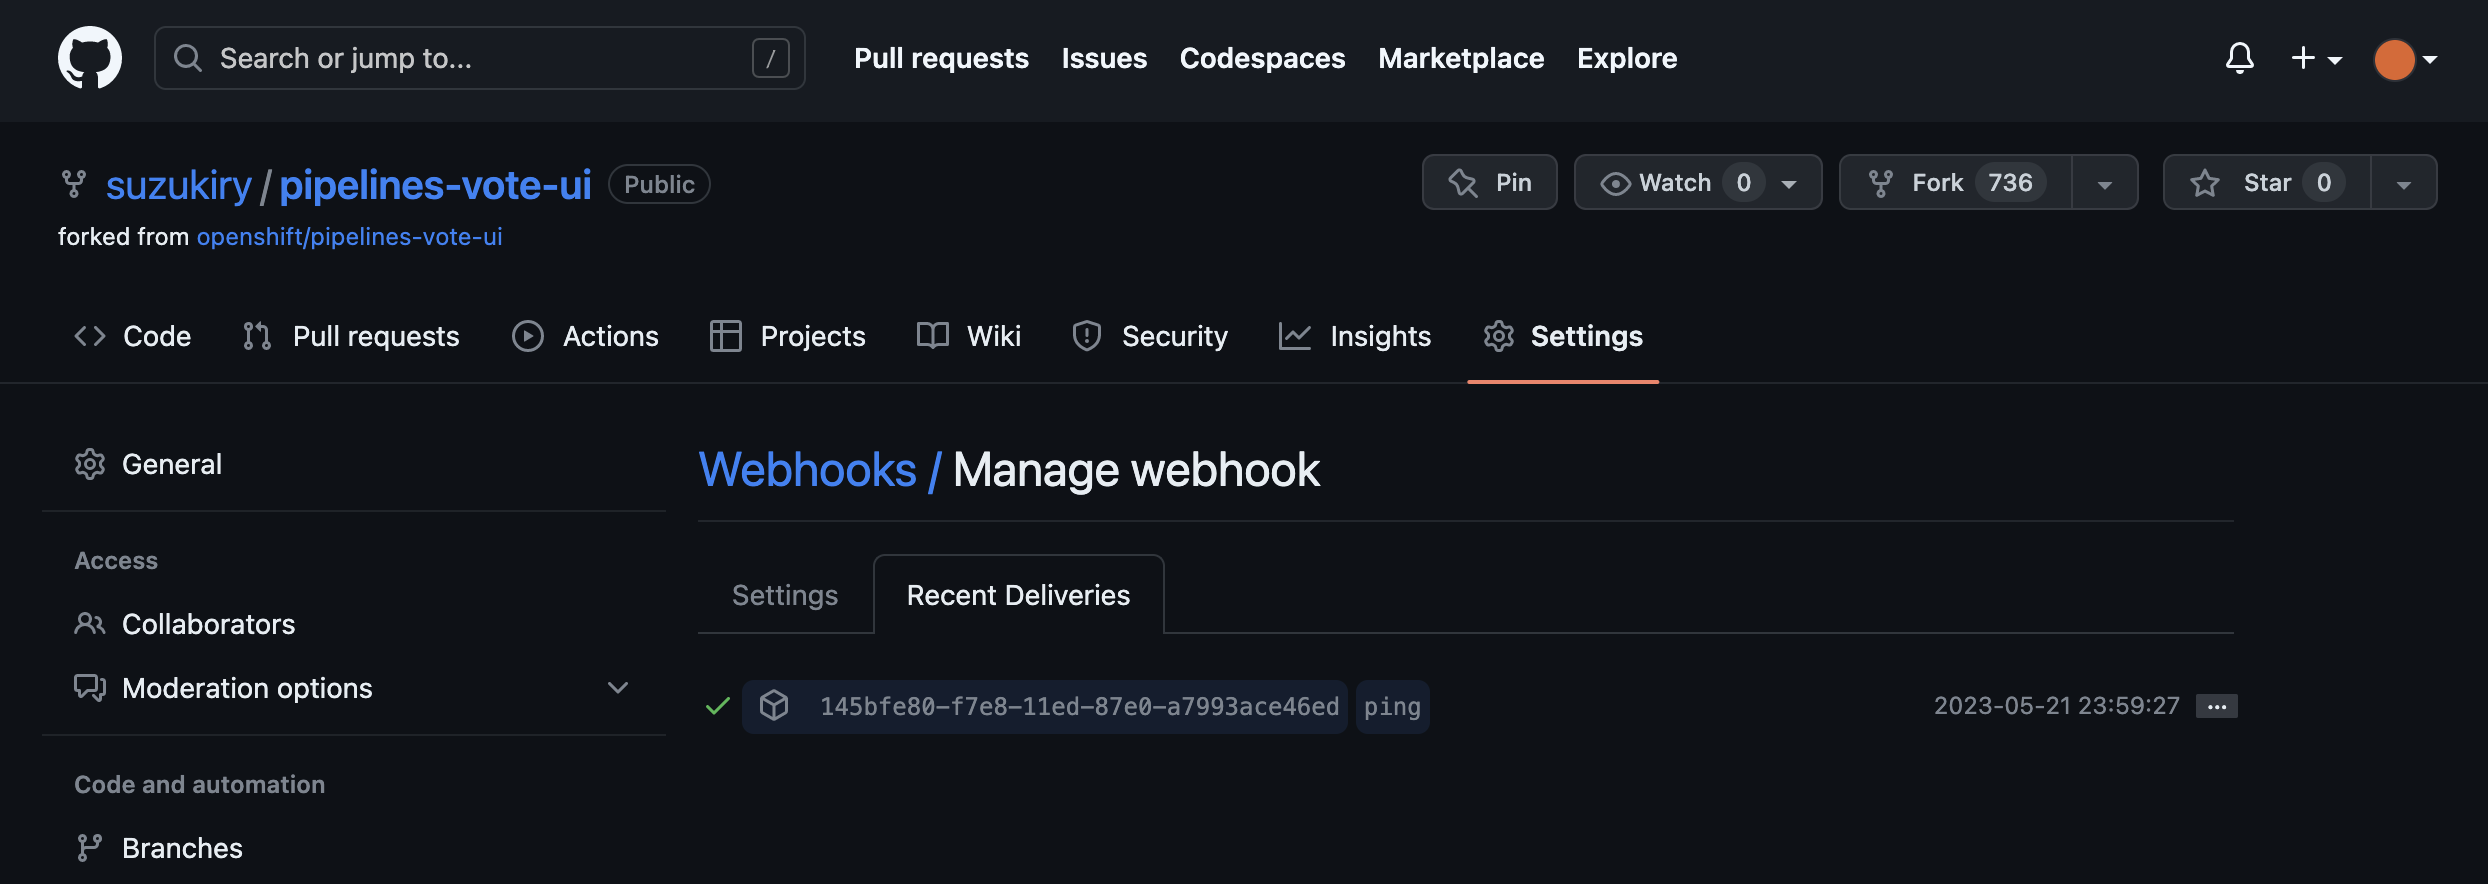 Search or jump to... /
Pull requests Issues Codespaces Marketplace Explore
suzukiry / pipelines-vote-ui Public
Pin Watch 0 Fork 736 Star 0
forked from openshift/pipelines-vote-ui
Code Pull requests Actions Projects Wiki Security Insights Settings
General
Access
Collaborators
Moderation options
Code and automation
Branches
Webhooks / Manage webhook
Settings Recent Deliveries
145bfe80-f7e8-11ed-87e0-a7993ace46ed ping 2023-05-21 23:59:27 ...